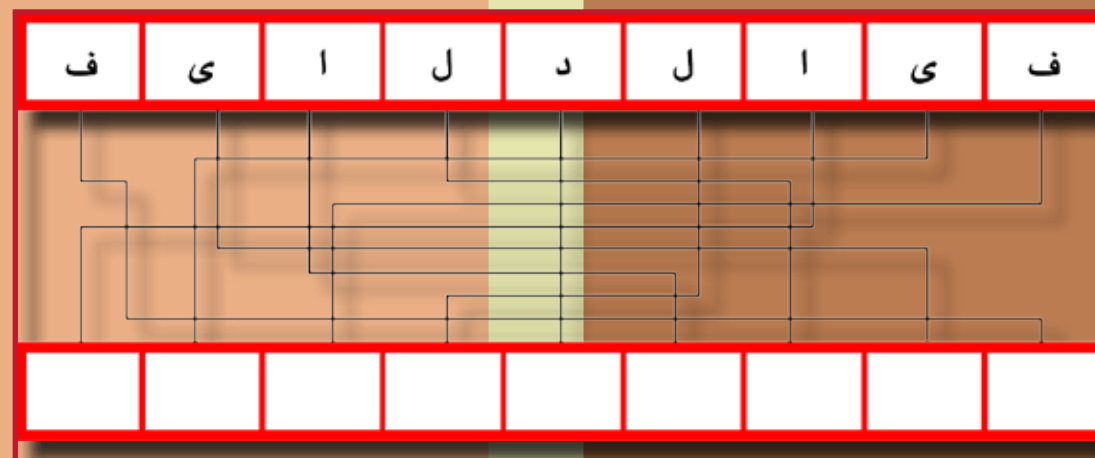 ف ی ا ل د ل ا ی ف